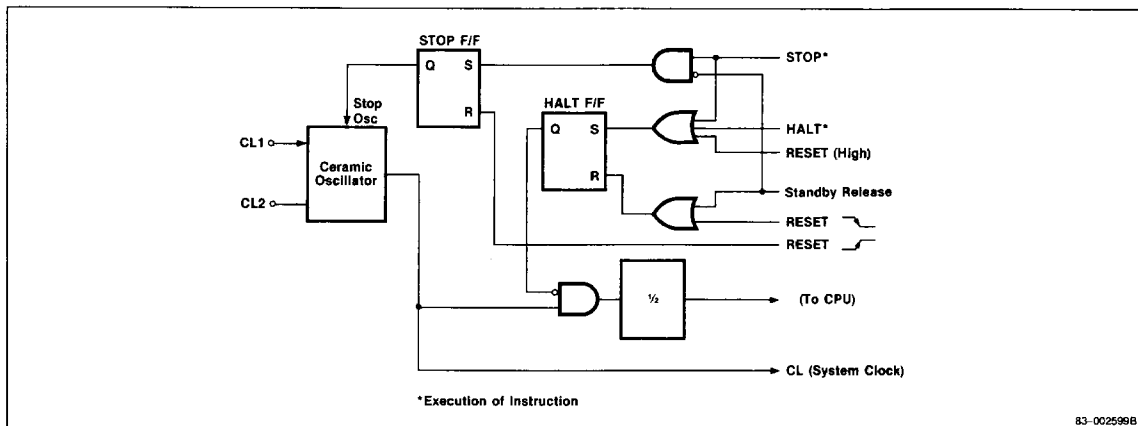 STOP F/F
Q S
R
Stop
Osc
CL1
CL2
Ceramic
Oscillator
HALT F/F
Q S
R
STOP*
HALT*
RESET (High)
Standby Release
RESET
RESET
½
(To CPU)
CL (System Clock)
*Execution of Instruction
83-002599B